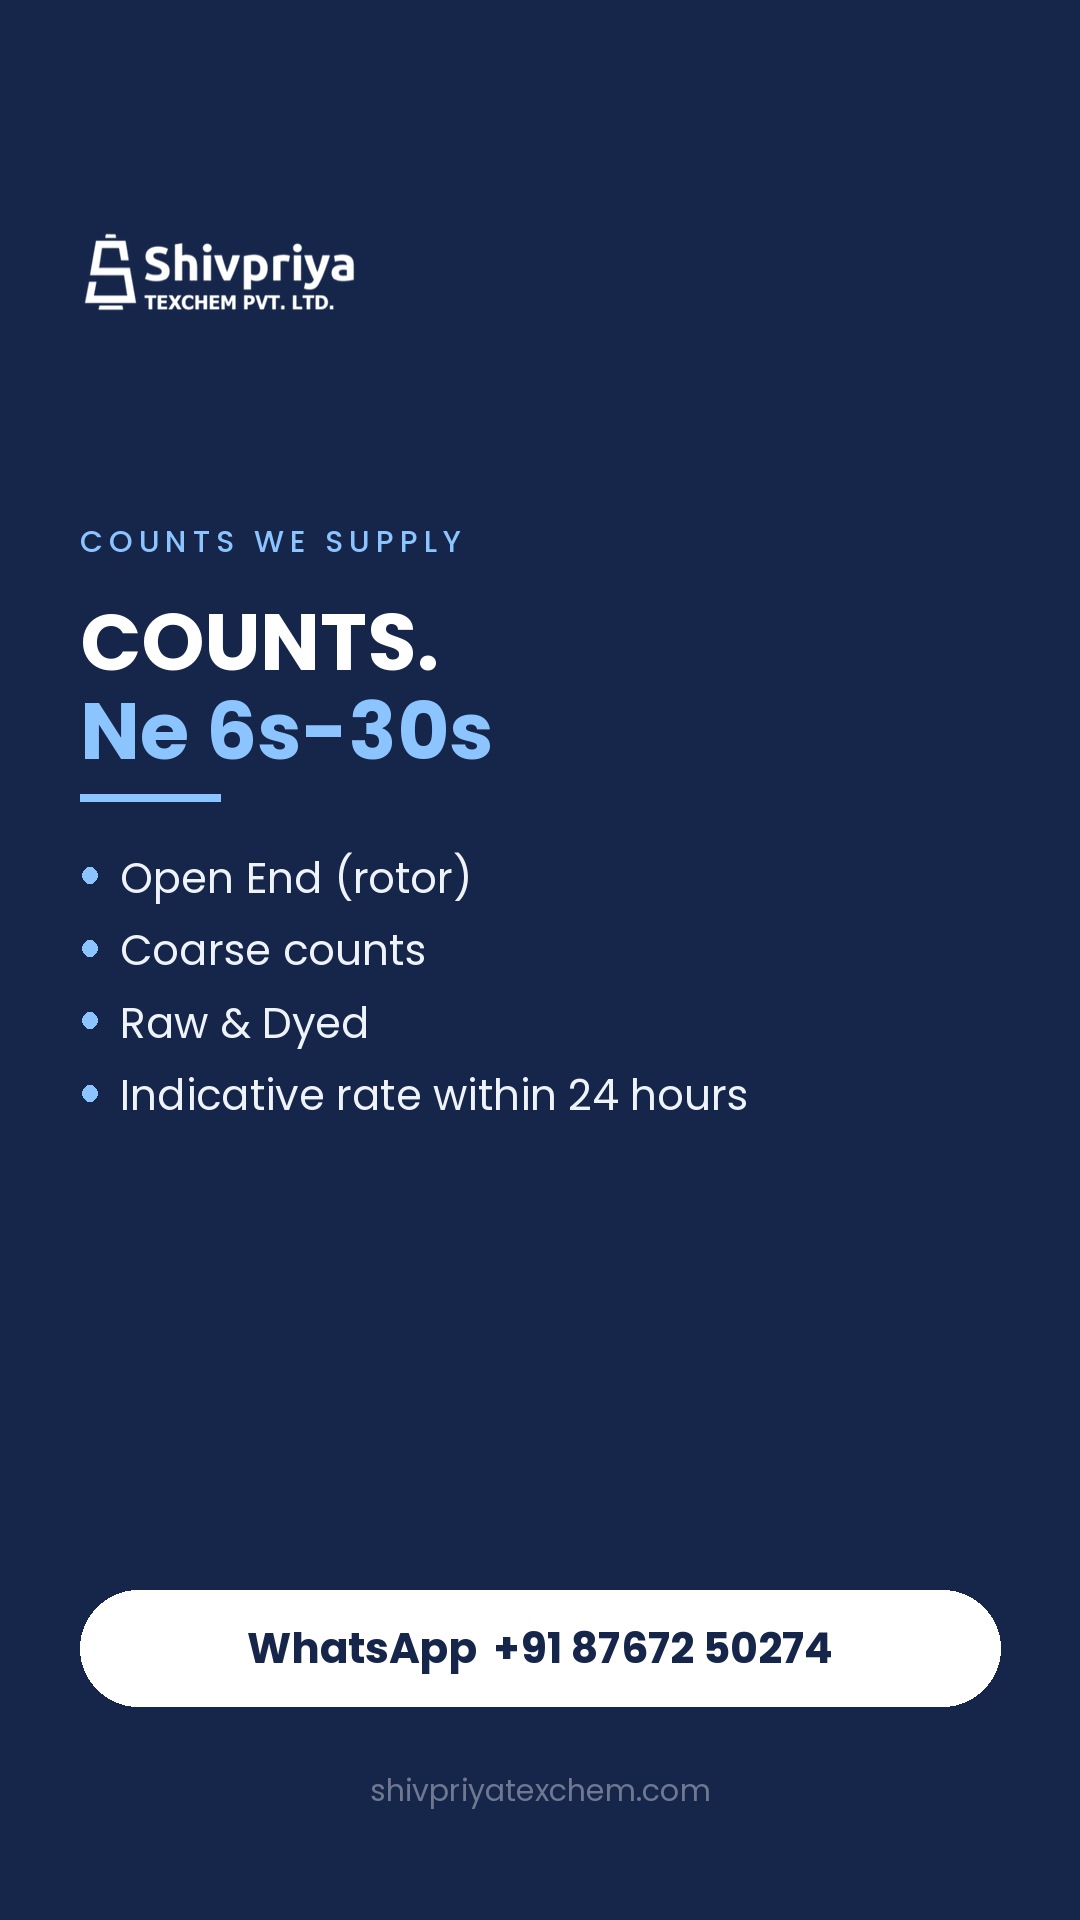 Shivpriya
TEXCHEM PVT. LTD.
COUNTS WE SUPPLY
COUNTS.
Ne 6s-30s
Open End (rotor)
Coarse counts
Raw & Dyed
Indicative rate within 24 hours
WhatsApp +91 87672 50274
shivpriyatexchem.com